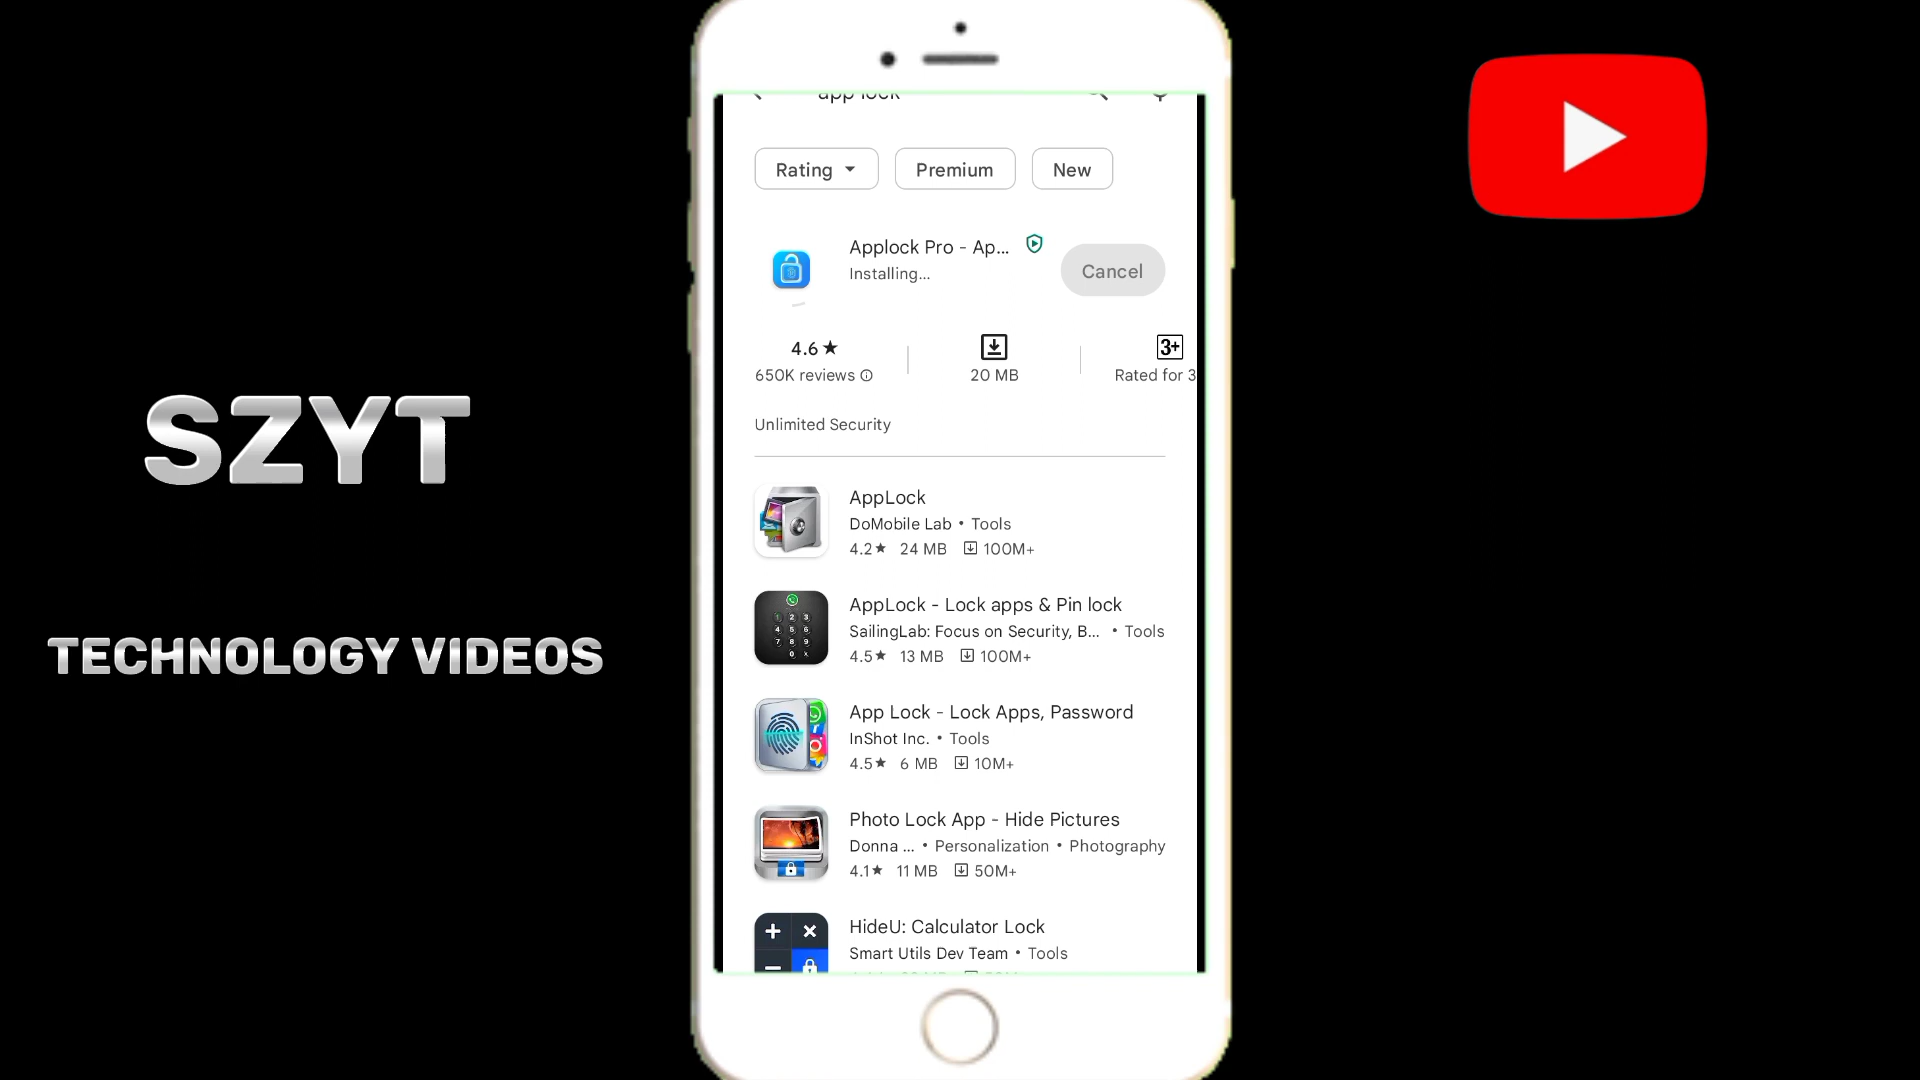 app lock
Rating
Premium
New
Applock Pro - Ap...
Installing...
Cancel
4.6★
650K reviews
20 MB
3+
Rated for 3
Unlimited Security
AppLock
DoMobile Lab • Tools
4.2★ 24 MB 100M+
AppLock - Lock apps & Pin lock
SailingLab: Focus on Security, B... • Tools
4.5★ 13 MB 100M+
App Lock - Lock Apps, Password
InShot Inc. • Tools
4.5★ 6 MB 10M+
Photo Lock App - Hide Pictures
Donna ... • Personalization • Photography
4.1★ 11 MB 50M+
HideU: Calculator Lock
Smart Utils Dev Team • Tools
SZYT
TECHNOLOGY VIDEOS